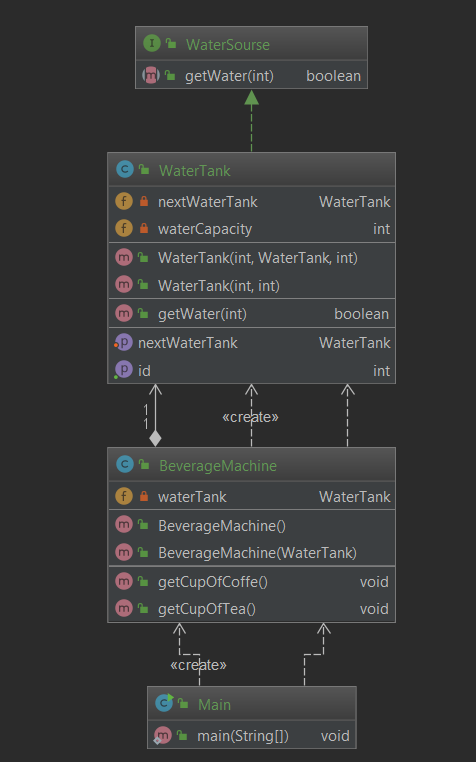 WaterSourse
getWater(int) boolean
WaterTank
nextWaterTank WaterTank
waterCapacity int
WaterTank(int, WaterTank, int)
WaterTank(int, int)
getWater(int) boolean
nextWaterTank WaterTank
id int
1
1
«create»
BeverageMachine
waterTank WaterTank
BeverageMachine()
BeverageMachine(WaterTank)
getCupOfCoffe() void
getCupOfTea() void
«create»
Main
main(String[]) void